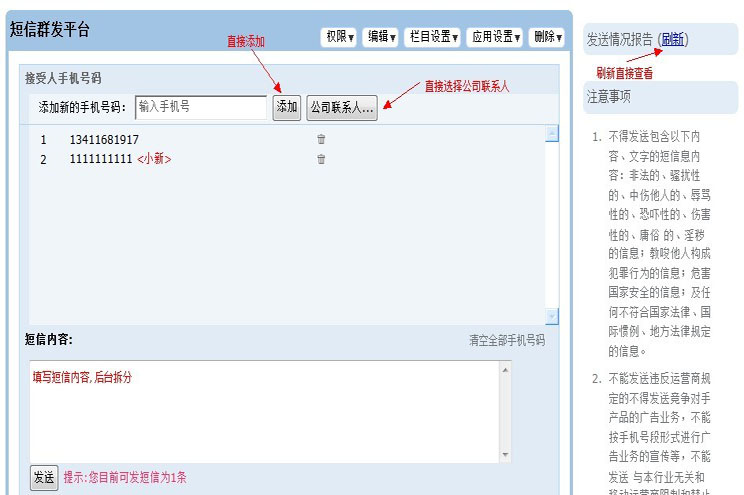 短信群发平台
权限▾ 编辑▾ 栏目设置▾ 应用设置▾ 删除▾
直接添加
接受人手机号码
直接选择公司联系人
添加新的手机号码: 输入手机号 添加 公司联系人...
1 13411681917
2 1111111111 <小新>
短信内容:
清空全部手机号码
填写短信内容,后台拆分
发送 提示:您目前可发短信为1条
发送情况报告 (刷新)
刷新直接查看
注意事项
1. 不得发送包含以下内
容、文字的短信息内
容：非法的、骚扰性
的、中伤他人的、辱骂
性的、恐吓性的、伤害
性的、庸俗 的、淫秽
的信息；教唆他人构成
犯罪行为的信息；危害
国家安全的信息；及任
何不符合国家法律、国
际惯例、地方法律规定
的信息。
2. 不能发送违反运营商规
定的不得发送竞争对手
产品的广告业务，不能
按手机号段形式进行广
告业务的宣传等，不能
发送 与本行业无关和
移动运营商限制和禁止